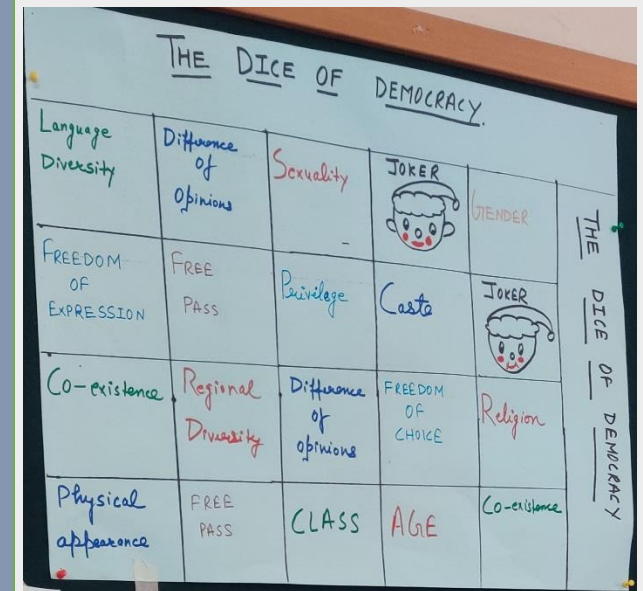 THE DICE OF DEMOCRACY.
Language
Diversity
Difference
of
Opinions
Sexuality
JOKER
GENDER
FREEDOM
OF
EXPRESSION
FREE
PASS
Privilege
Caste
JOKER
Co-existence
Regional
Diversity
Difference
of
opinions
FREEDOM
OF
CHOICE
Religion
Physical
appearance
FREE
PASS
CLASS
AGE
Co-existence
THE DICE OF DEMOCRACY